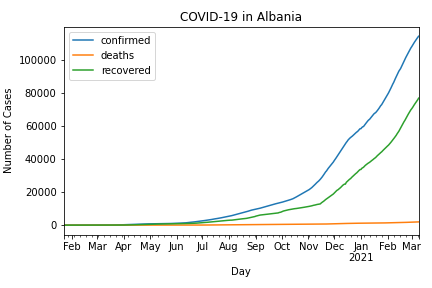 COVID-19 in Albania
confirmed
deaths
recovered
Number of Cases
100000
80000
60000
40000
20000
0
Feb Mar Apr May Jun Jul Aug Sep Oct Nov Dec Jan Feb Mar
2021
Day